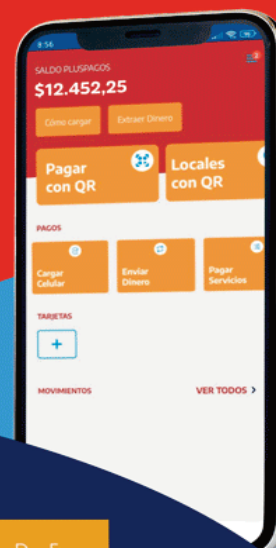 8:56
SALDO PLUSPAGOS
$12.452,25
Cómo cargar
Extraer Dinero
Pagar
con QR
Locales
con QR
PAGOS
Cargar
Celular
Enviar
Dinero
Pagar
Servicios
TARJETAS
+
MOVIMIENTOS
VER TODOS >